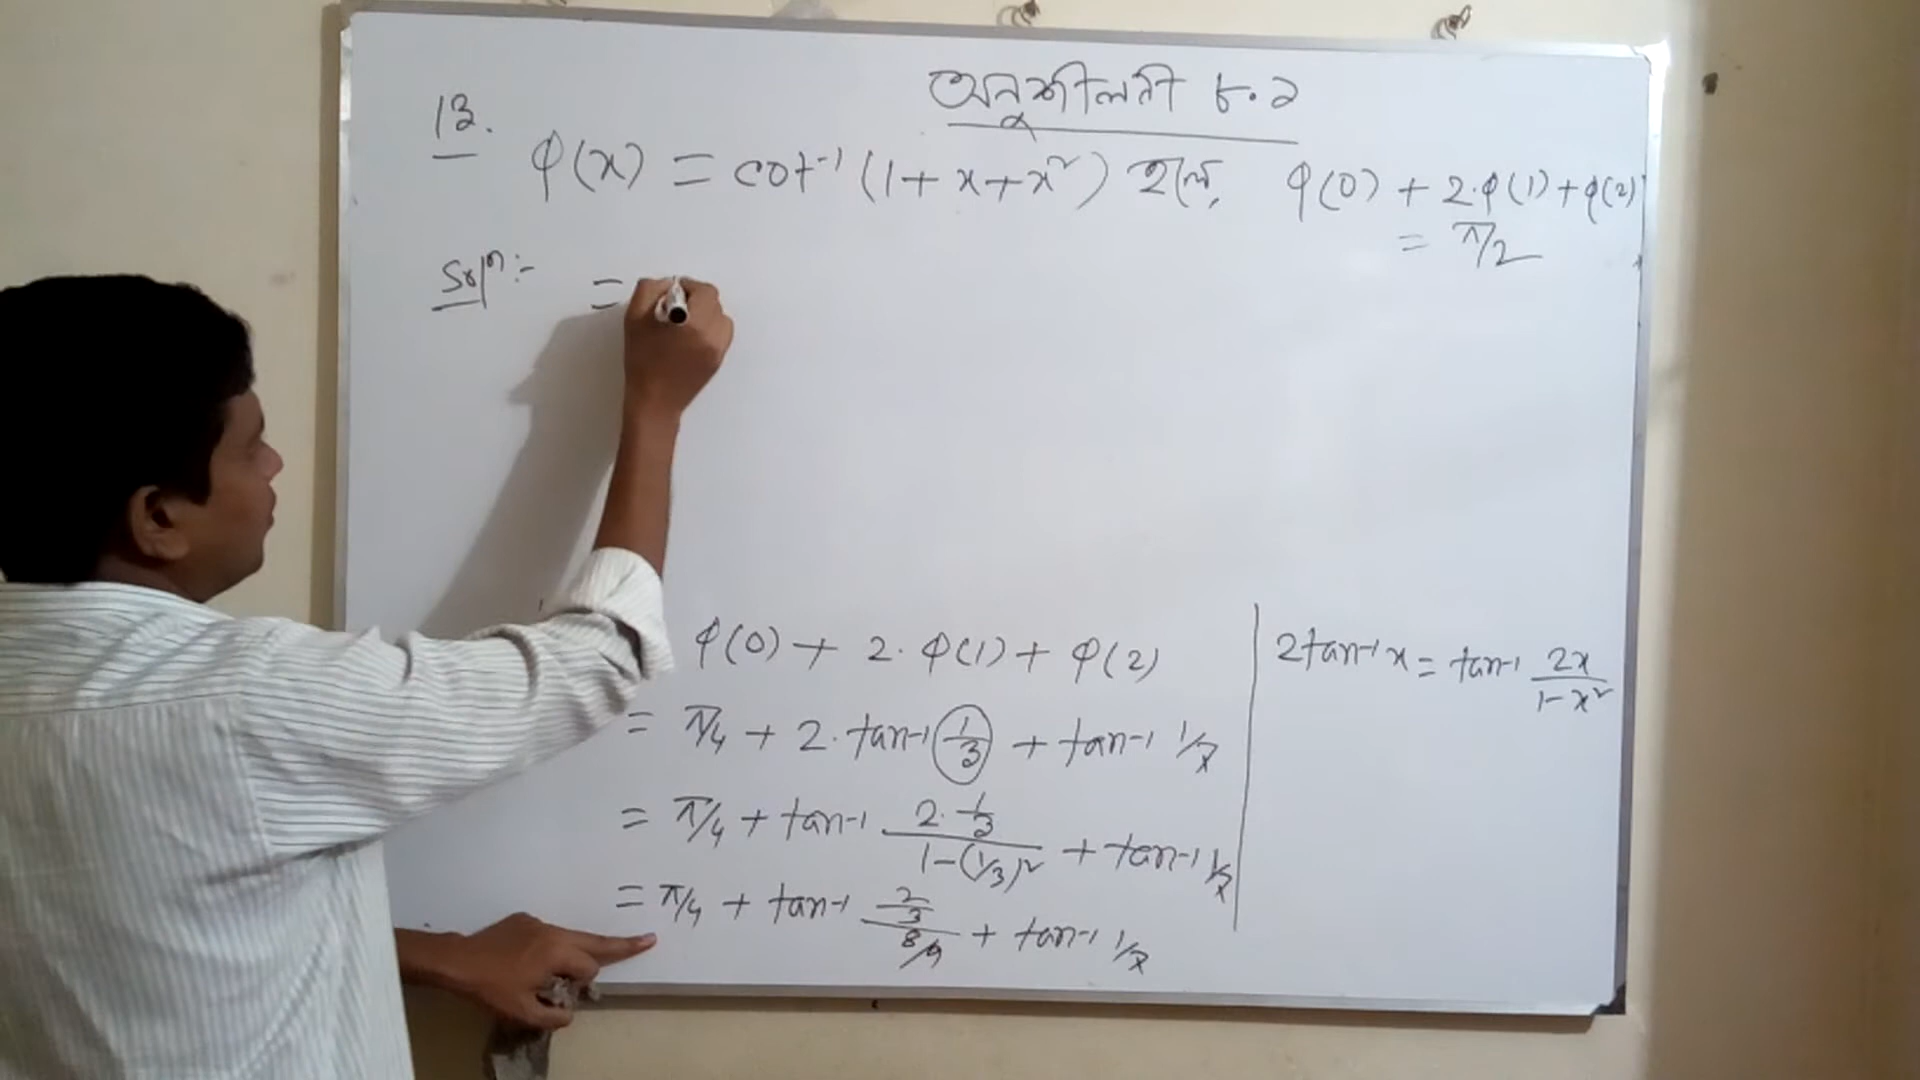 অনুশীলনী ৮.১
13.
φ(x) = cot⁻¹ (1+x+x²) হলে, φ(0) + 2.φ(1) + φ(2)
= π/2
Solⁿ :- =
φ(0) + 2. φ(1) + φ(2)
= π/4 + 2. tan⁻¹ (1/3) + tan⁻¹ 1/7
= π/4 + tan⁻¹ (2. 1/3)/(1-(1/3)²) + tan⁻¹ 1/7
= π/4 + tan⁻¹ (2/3)/(8/9) + tan⁻¹ 1/7
2tan⁻¹ x = tan⁻¹ 2x/(1-x²)